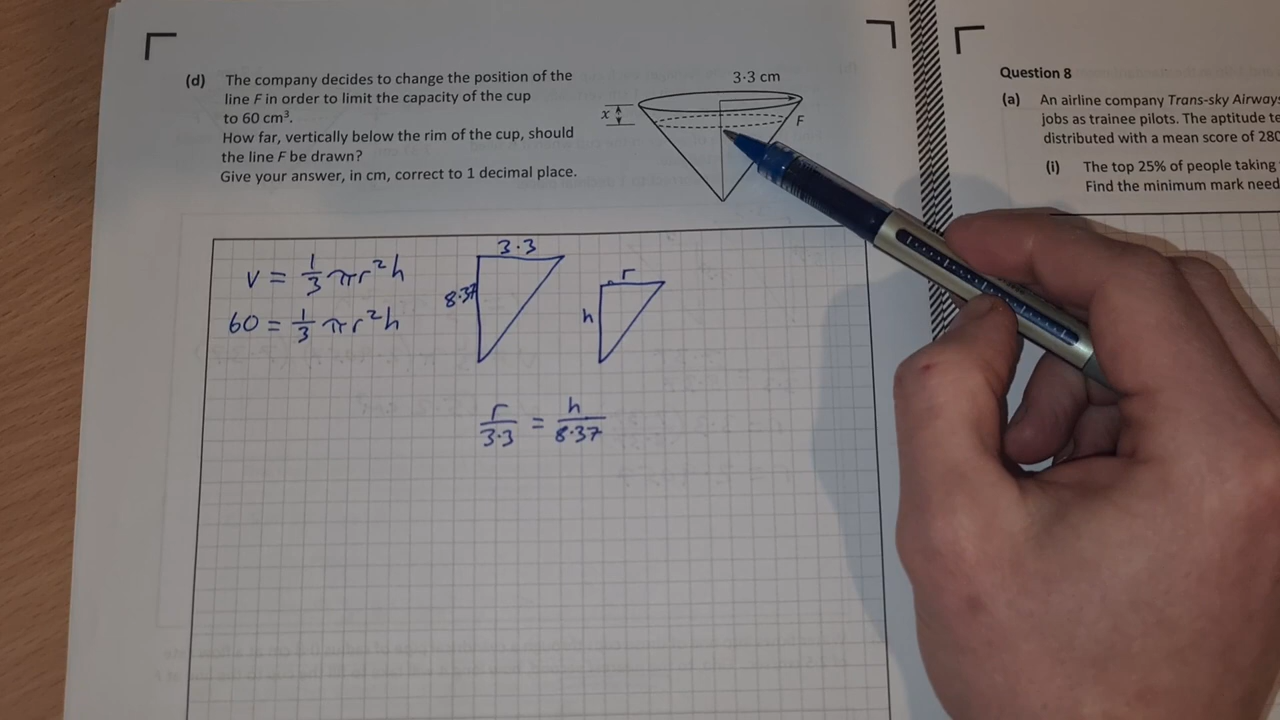 (d) The company decides to change the position of the
line F in order to limit the capacity of the cup
to 60 cm³.
How far, vertically below the rim of the cup, should
the line F be drawn?
Give your answer, in cm, correct to 1 decimal place.
3·3 cm
x
F
V = 1/3 πr²h
60 = 1/3 πr²h
3·3
8·37
r
h
r/3·3 = h/8·37
Question 8
(a) An airline company Trans-sky Airways
jobs as trainee pilots. The aptitude te
distributed with a mean score of 280
(i) The top 25% of people taking
Find the minimum mark need